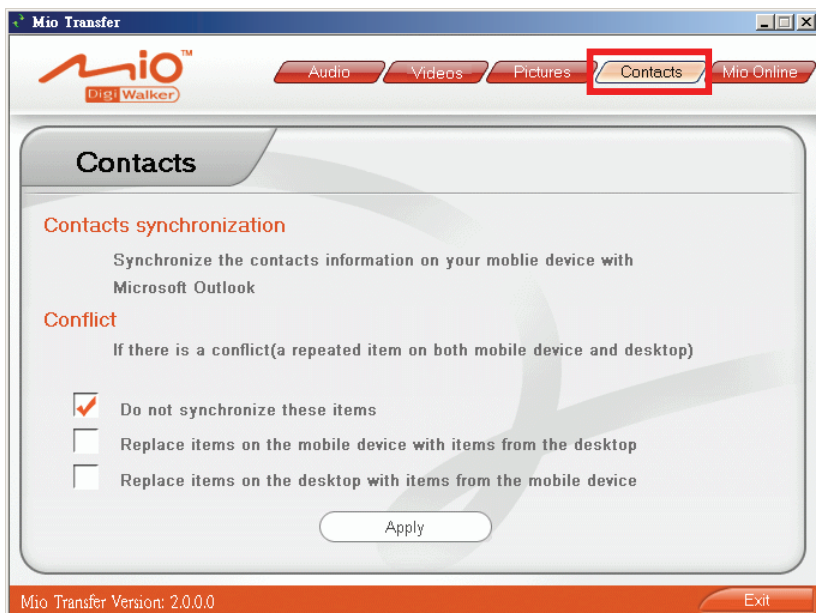 Mio Transfer
Mio™
DigiWalker
Audio
Videos
Pictures
Contacts
Mio Online
Contacts
Contacts synchronization
Synchronize the contacts information on your moblie device with
Microsoft Outlook
Conflict
If there is a conflict(a repeated item on both mobile device and desktop)
Do not synchronize these items
Replace items on the mobile device with items from the desktop
Replace items on the desktop with items from the mobile device
Apply
Mio Transfer Version: 2.0.0.0
Exit